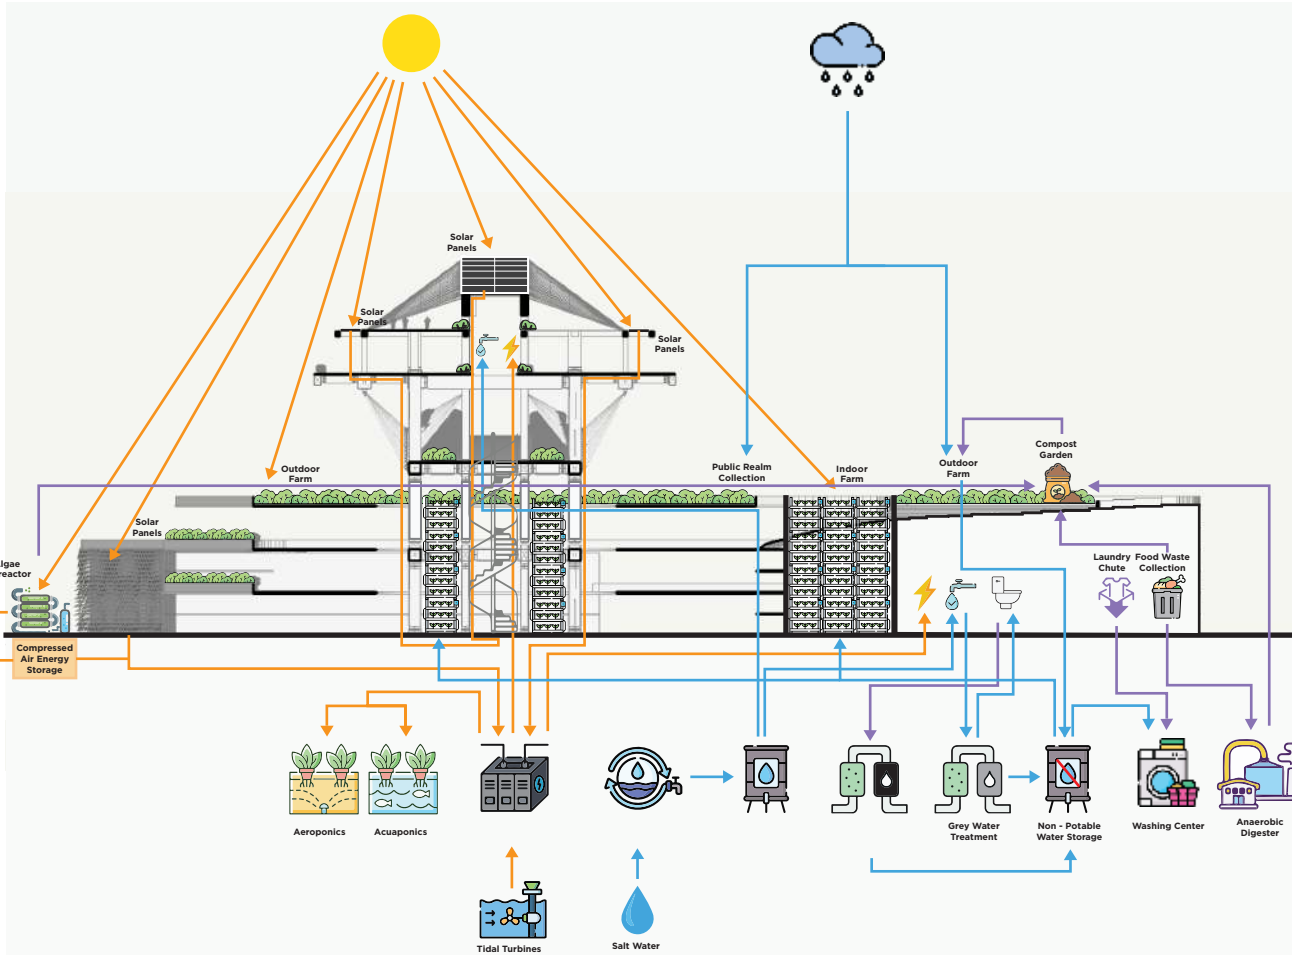 Solar
Panels
Solar
Panels
Solar
Panels
Compost
Garden
Outdoor
Farm
Public Realm
Collection
Indoor
Farm
Outdoor
Farm
Solar
Panels
Laundry
Chute
Food Waste
Collection
lgae
reactor
Compressed
Air Energy
Storage
Aeroponics
Acuaponics
Grey Water
Treatment
Non - Potable
Water Storage
Washing Center
Anaerobic
Digester
Tidal Turbines
Salt Water